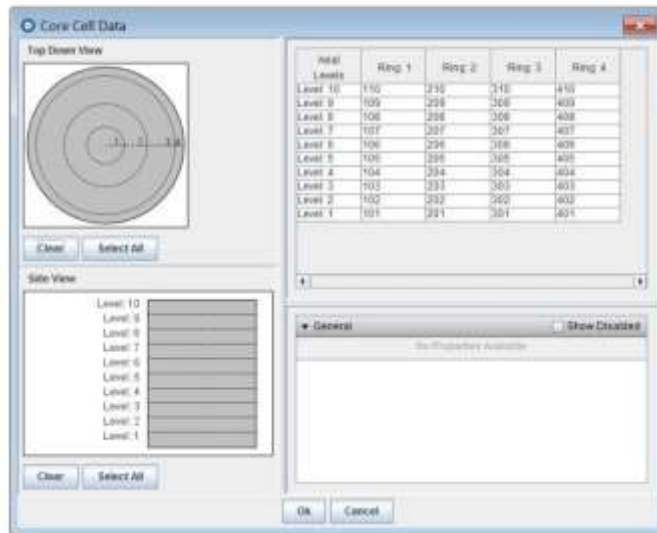 Core Cell Data
Top Down View
1 2 3 4
Clear Select All
Side View
Level: 10
Level: 9
Level: 8
Level: 7
Level: 6
Level: 5
Level: 4
Level: 3
Level: 2
Level: 1
Clear Select All
Axial Levels Ring: 1 Ring: 2 Ring: 3 Ring: 4
Level: 10 110 210 310 410
Level: 9 109 209 309 409
Level: 8 108 208 308 408
Level: 7 107 207 307 407
Level: 6 106 206 306 406
Level: 5 105 205 305 405
Level: 4 104 204 304 404
Level: 3 103 203 303 403
Level: 2 102 202 302 402
Level: 1 101 201 301 401
General Show Disabled
No Properties Available
Ok Cancel